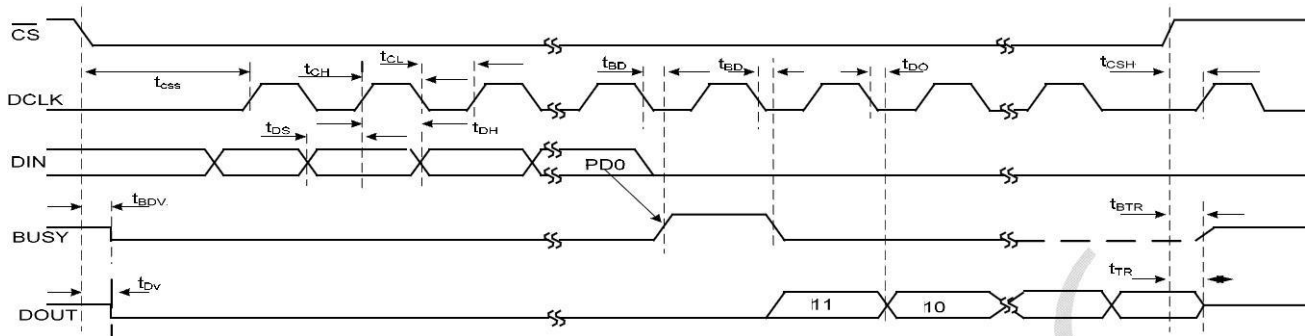 CS
tCSS
tCH
tCL
tBD
tBD
tDO
tCSH
DCLK
tDS
tDH
DIN
PD0
tBDV
tBTR
BUSY
tDV
tTR
DOUT
11
10